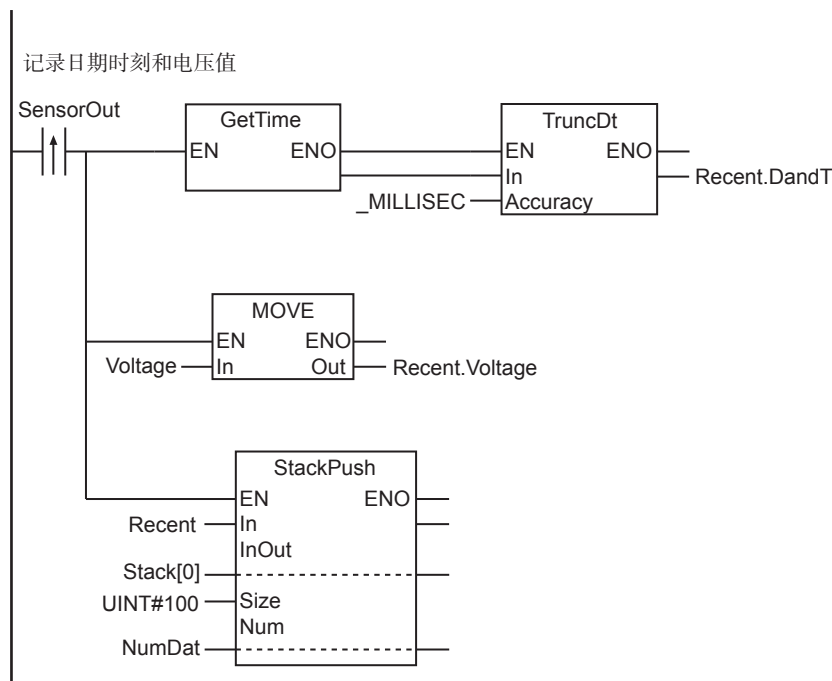 记录日期时刻和电压值
SensorOut
GetTime
EN ENO
TruncDt
EN ENO
In
Recent.DandT
_MILLISEC
Accuracy
MOVE
EN ENO
Voltage
In Out
Recent.Voltage
StackPush
EN ENO
Recent
In
InOut
Stack[0]
UINT#100
Size
Num
NumDat